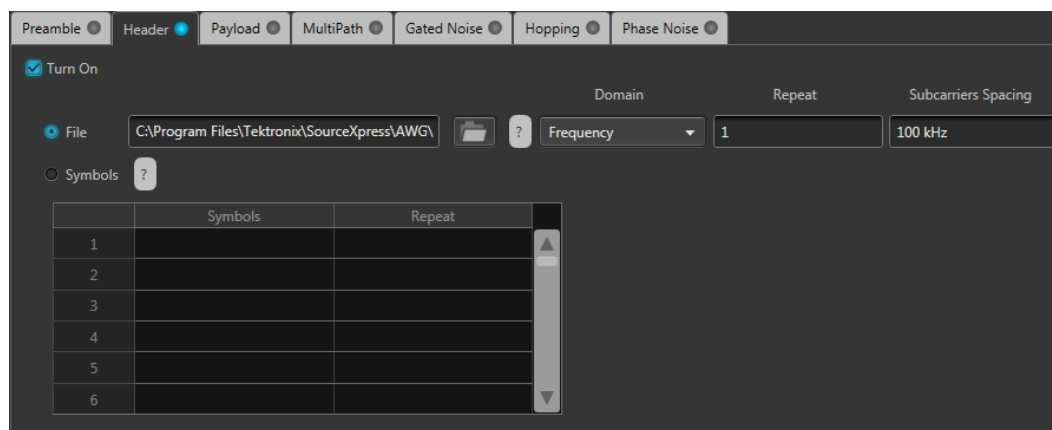 Preamble Header Payload MultiPath Gated Noise Hopping Phase Noise
Turn On
Domain Repeat Subcarriers Spacing
File C:\Program Files\Tektronix\SourceXpress\AWG\ ? Frequency 1 100 kHz
Symbols ?
Symbols Repeat
1
2
3
4
5
6